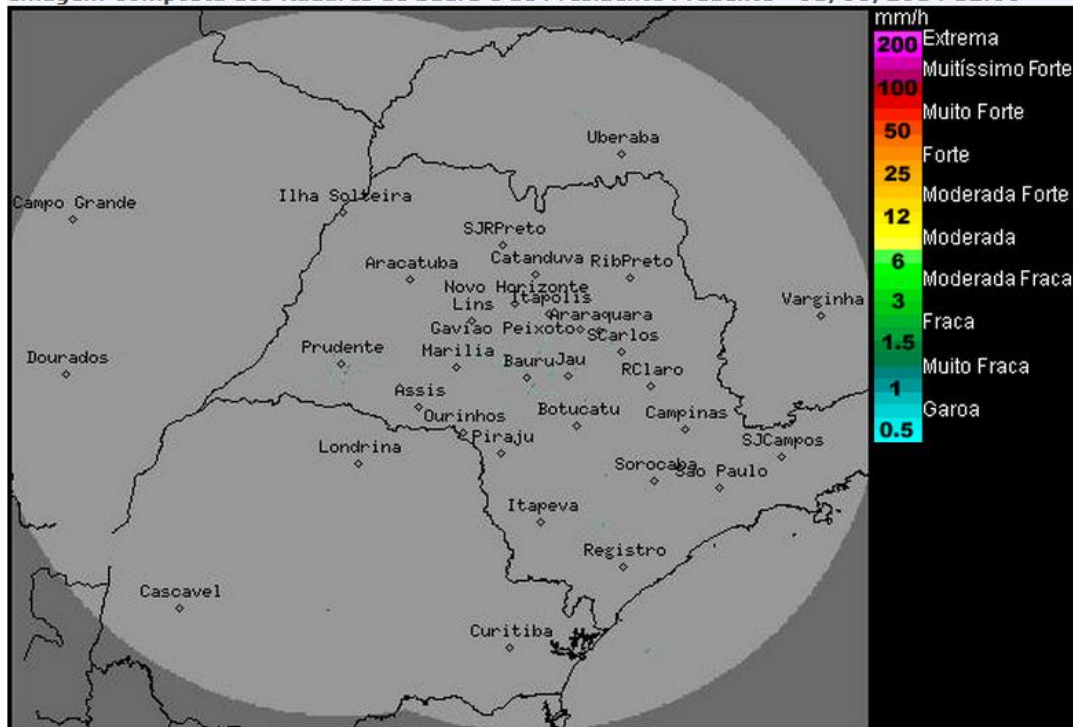 mm/h
200 Extrema
Muitíssimo Forte
100
Muito Forte
50
Forte
25
Moderada Forte
12
Moderada
6
Moderada Fraca
3
Fraca
1.5
Muito Fraca
1
Garoa
0.5
Uberaba
Campo Grande
Ilha Solteira
SJRPreto
Catanduva
Aracatuba
RibPreto
Novo Horizonte
Itapolis
Lins
Araraquara
Varginha
Gaviao Peixoto
SCarlos
Prudente
Marilia
Dourados
Bauru
Jau
RClaro
Assis
Ourinhos
Botucatu
Campinas
Piraju
Londrina
SJCampos
Sorocaba
Sao Paulo
Itapeva
Registro
Cascavel
Curitiba